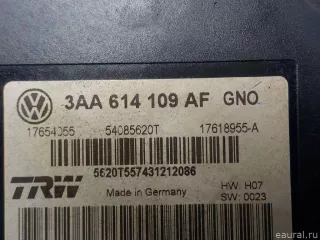 3AA 614 109 AF GNO
17654055 54085620T 17618955-A
5620T557431212086
TRW
Made in Germany
HW: H07
SW: 0023
eaural.ru